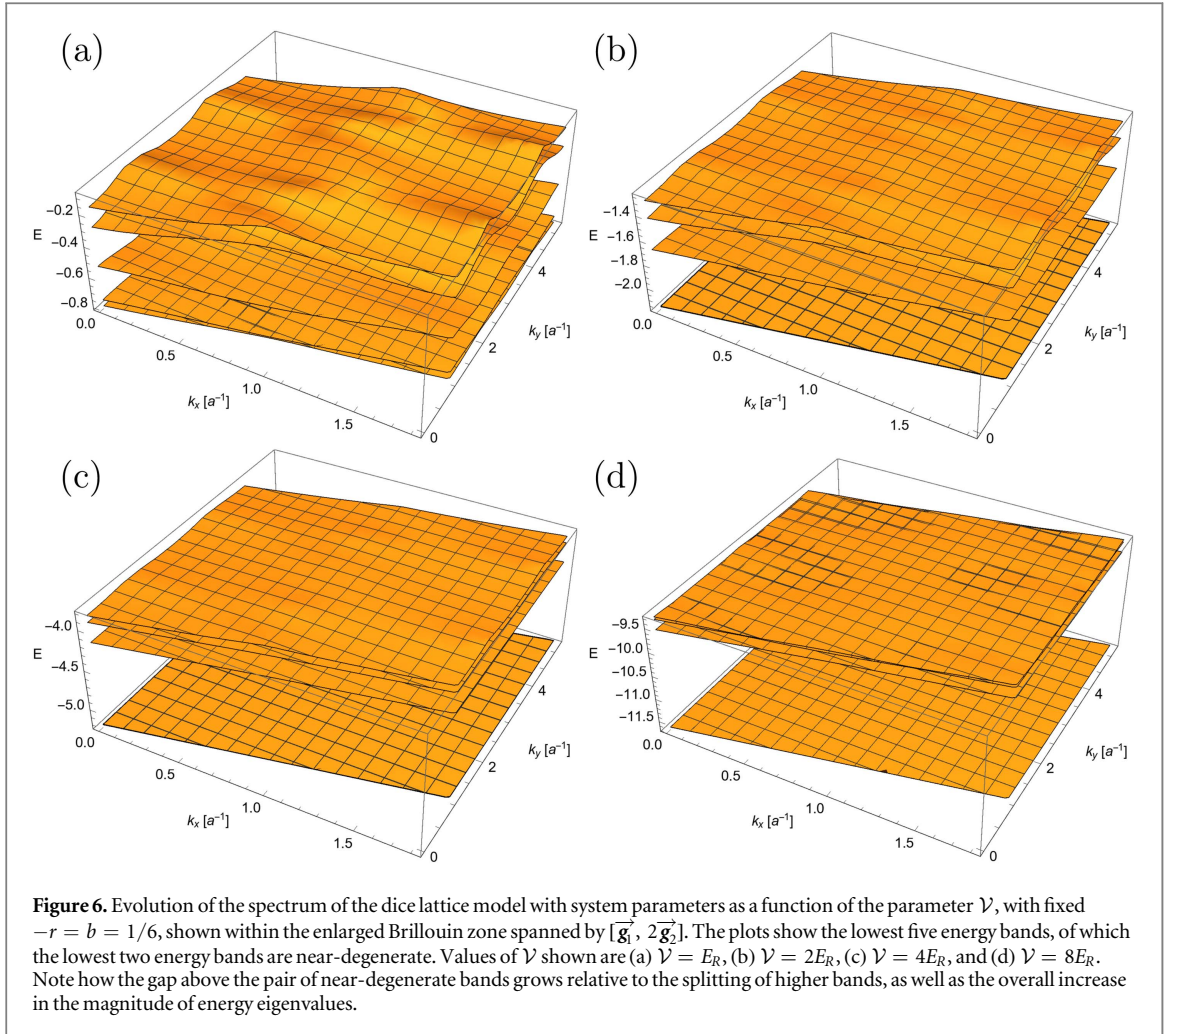 (a)
(b)
−0.2
E
−0.4
−0.6
−0.8
0.0
0.5
1.0
1.5
kₓ [a⁻¹]
0
2
4
k_y [a⁻¹]
−1.4
−1.6
E
−1.8
−2.0
0.0
0.5
1.0
1.5
kₓ [a⁻¹]
0
2
4
k_y [a⁻¹]
(c)
(d)
−4.0
E
−4.5
−5.0
0.0
0.5
1.0
1.5
kₓ [a⁻¹]
0
2
4
k_y [a⁻¹]
−9.5
−10.0
E
−10.5
−11.0
−11.5
0.0
0.5
1.0
1.5
kₓ [a⁻¹]
0
2
4
k_y [a⁻¹]
Figure 6. Evolution of the spectrum of the dice lattice model with system parameters as a function of the parameter 𝒱, with fixed
−r = b = 1/6, shown within the enlarged Brillouin zone spanned by [g⃗₁, 2g⃗₂]. The plots show the lowest five energy bands, of which
the lowest two energy bands are near-degenerate. Values of 𝒱 shown are (a) 𝒱 = E_R, (b) 𝒱 = 2E_R, (c) 𝒱 = 4E_R, and (d) 𝒱 = 8E_R.
Note how the gap above the pair of near-degenerate bands grows relative to the splitting of higher bands, as well as the overall increase
in the magnitude of energy eigenvalues.